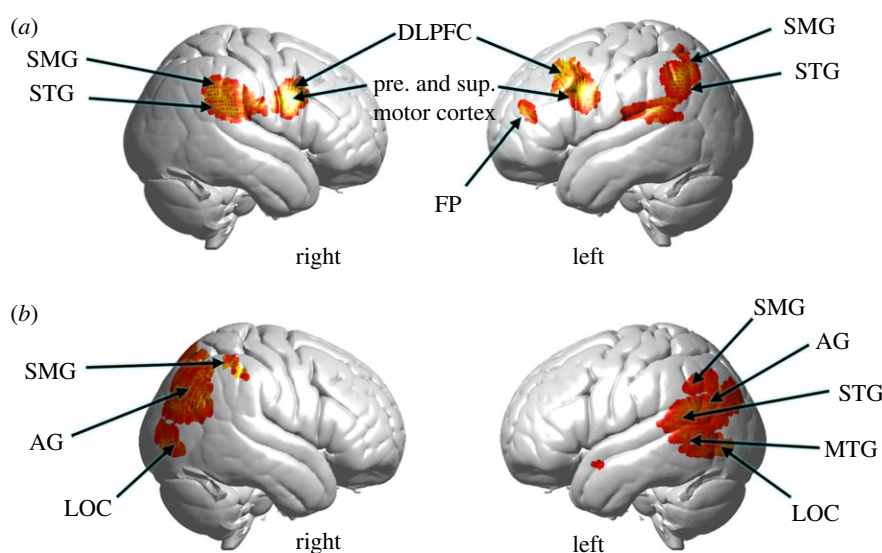 (a)
SMG
STG
DLPFC
pre. and sup.
motor cortex
SMG
STG
FP
right
left
(b)
SMG
AG
LOC
SMG
AG
STG
MTG
LOC
right
left